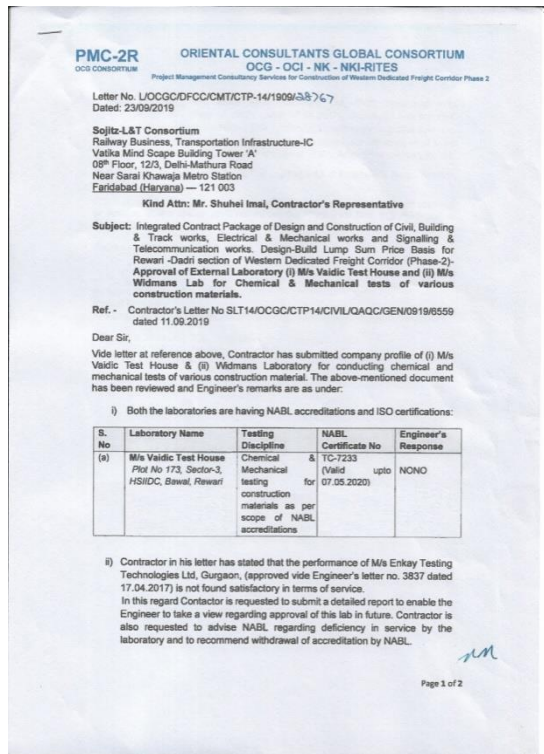 PMC-2R
OCG CONSORTIUM
ORIENTAL CONSULTANTS GLOBAL CONSORTIUM
OCG - OCI - NK - NKI-RITES
Project Management Consultancy Services for Construction of Western Dedicated Freight Corridor Phase 2
Letter No. L/OCGC/DFCC/CMT/CTP-14/1909/28767
Dated: 23/09/2019
Sojitz-L&T Consortium
Railway Business, Transportation Infrastructure-IC
Vatika Mind Scape Building Tower 'A'
08th Floor, 12/3, Delhi-Mathura Road
Near Sarai Khawaja Metro Station
Faridabad (Haryana) — 121 003
Kind Attn: Mr. Shuhei Imai, Contractor's Representative
Subject: Integrated Contract Package of Design and Construction of Civil, Building
& Track works, Electrical & Mechanical works and Signalling &
Telecommunication works. Design-Build Lump Sum Price Basis for
Rewari -Dadri section of Western Dedicated Freight Corridor (Phase-2)-
Approval of External Laboratory (i) M/s Vaidic Test House and (ii) M/s
Widmans Lab for Chemical & Mechanical tests of various
construction materials.
Ref. - Contractor's Letter No SLT14/OCGC/CTP14/CIVIL/QAQC/GEN/0919/6559
dated 11.09.2019
Dear Sir,
Vide letter at reference above, Contractor has submitted company profile of (i) M/s
Vaidic Test House & (ii) Widmans Laboratory for conducting chemical and
mechanical tests of various construction material. The above-mentioned document
has been reviewed and Engineer's remarks are as under:
i) Both the laboratories are having NABL accreditations and ISO certifications:
S. No Laboratory Name Testing Discipline NABL Certificate No Engineer's Response
(a) M/s Vaidic Test House Chemical & TC-7233
Plot No 173, Sector-3, Mechanical (Valid upto NONO
HSIIDC, Bawal, Rewari testing for 07.05.2020)
construction
materials as per
scope of NABL
accreditations
ii) Contractor in his letter has stated that the performance of M/s Enkay Testing
Technologies Ltd, Gurgaon, (approved vide Engineer's letter no. 3837 dated
17.04.2017) is not found satisfactory in terms of service.
In this regard Contactor is requested to submit a detailed report to enable the
Engineer to take a view regarding approval of this lab in future. Contractor is
also requested to advise NABL regarding deficiency in service by the
laboratory and to recommend withdrawal of accreditation by NABL.
Page 1 of 2